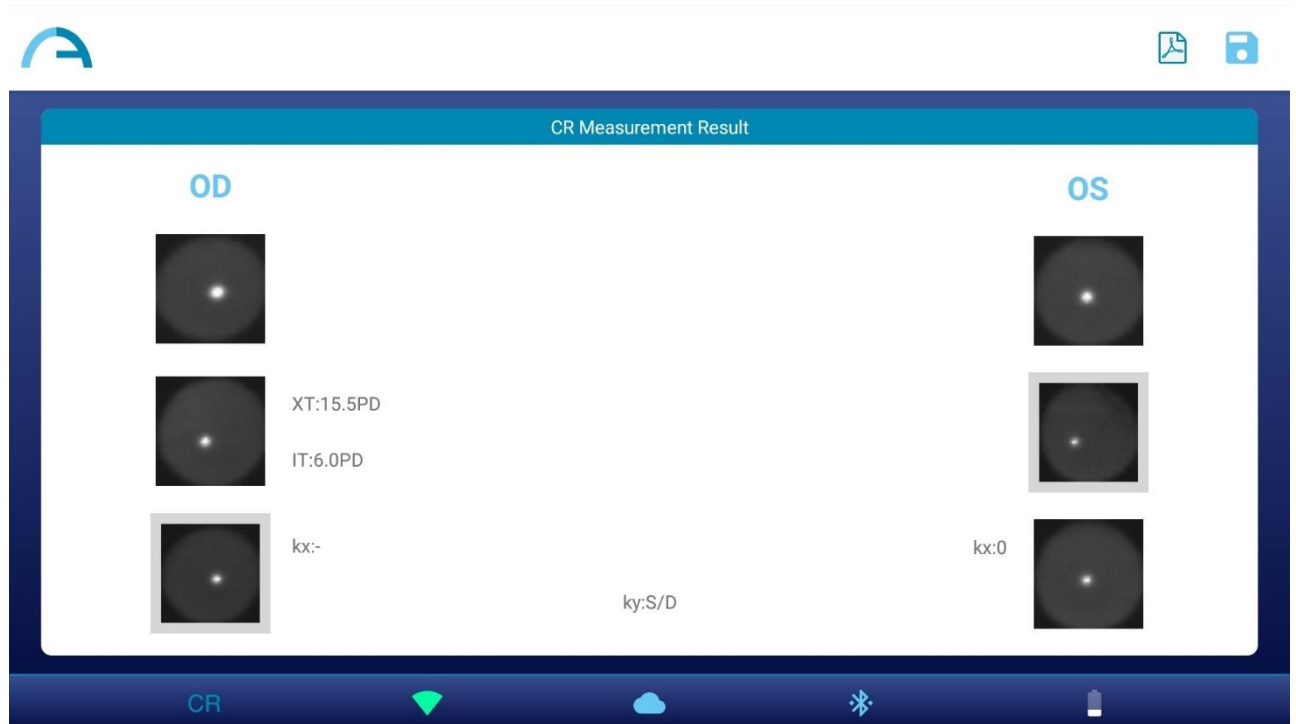 CR Measurement Result
OD
OS
XT:15.5PD
IT:6.0PD
kx:-
kx:0
ky:S/D
CR